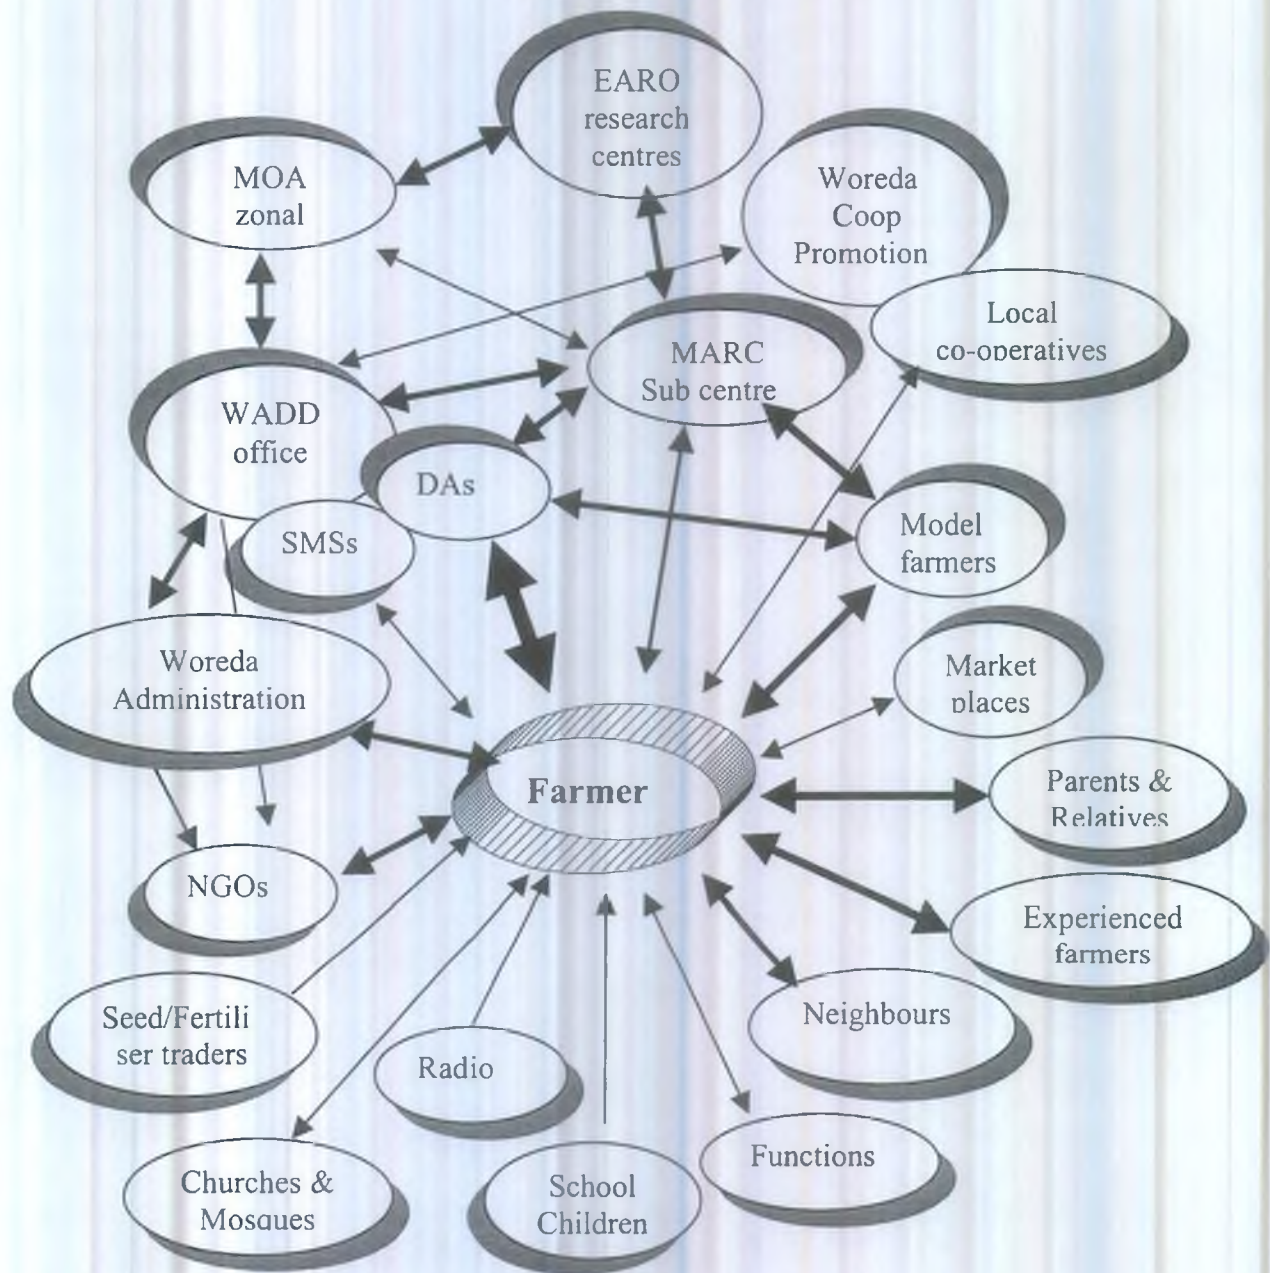 EARO
research
centres
MOA
zonal
Woreda
Coop
Promotion
Local
co-operatives
MARC
Sub centre
WADD
office
DAs
SMSs
Model
farmers
Woreda
Administration
Market
places
Farmer
Parents &
Relatives
NGOs
Experienced
farmers
Seed/Fertili
ser traders
Neighbours
Radio
Functions
Churches &
Mosques
School
Children